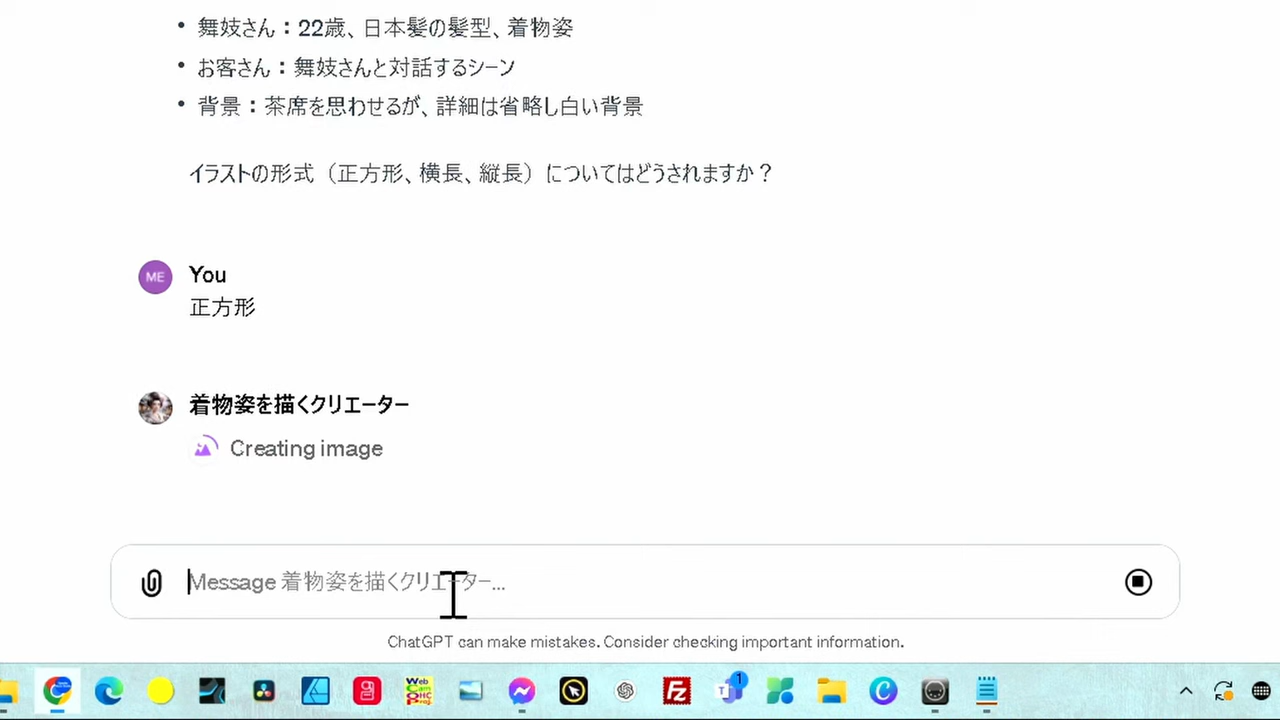 • 舞妓さん：22歳、日本髪の髪型、着物姿
• お客さん：舞妓さんと対話するシーン
• 背景：茶席を思わせるが、詳細は省略し白い背景
イラストの形式（正方形、横長、縦長）についてはどうされますか？
ME You
正方形
着物姿を描くクリエーター
Creating image
Message 着物姿を描くクリエーター...
ChatGPT can make mistakes. Consider checking important information.
Web
Cam
Proj.
FZ
T
1
C